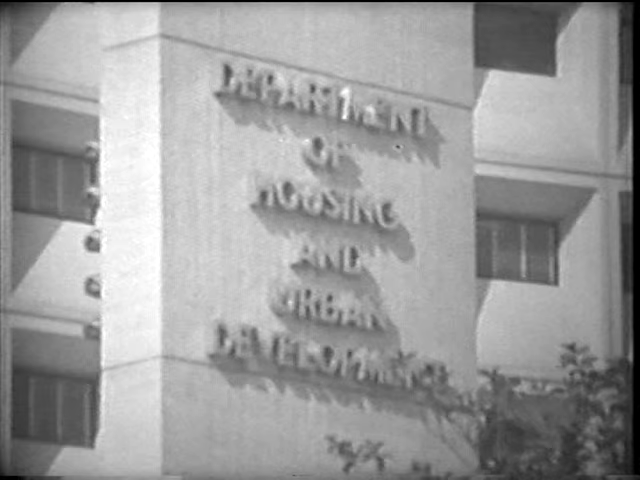 DEPARTMENT
OF
HOUSING
AND
URBAN
DEVELOPMENT